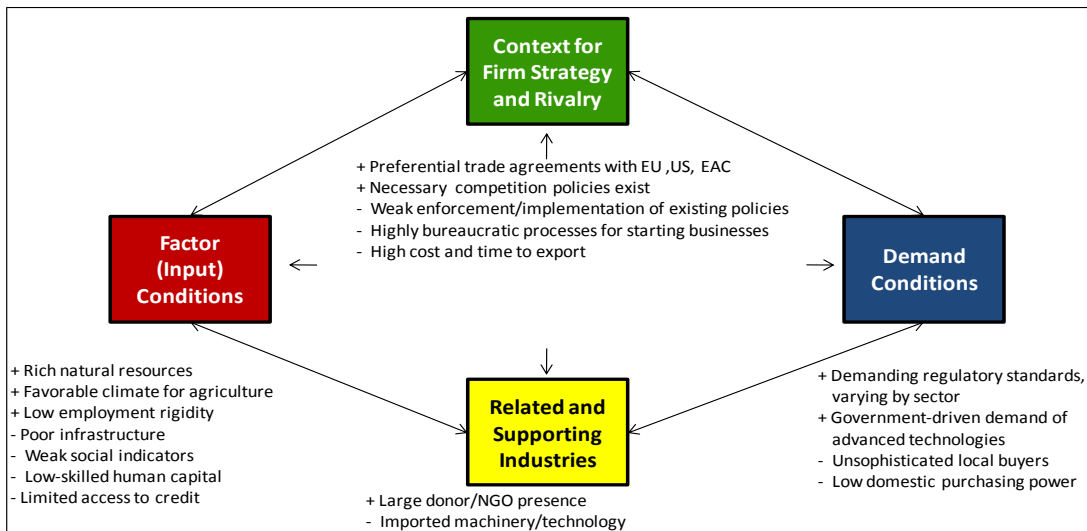 Context for
Firm Strategy
and Rivalry
+ Preferential trade agreements with EU ,US, EAC
+ Necessary competition policies exist
- Weak enforcement/implementation of existing policies
- Highly bureaucratic processes for starting businesses
- High cost and time to export
Factor
(Input)
Conditions
Demand
Conditions
+ Rich natural resources
+ Favorable climate for agriculture
+ Low employment rigidity
- Poor infrastructure
- Weak social indicators
- Low-skilled human capital
- Limited access to credit
Related and
Supporting
Industries
+ Large donor/NGO presence
- Imported machinery/technology
+ Demanding regulatory standards,
varying by sector
+ Government-driven demand of
advanced technologies
- Unsophisticated local buyers
- Low domestic purchasing power